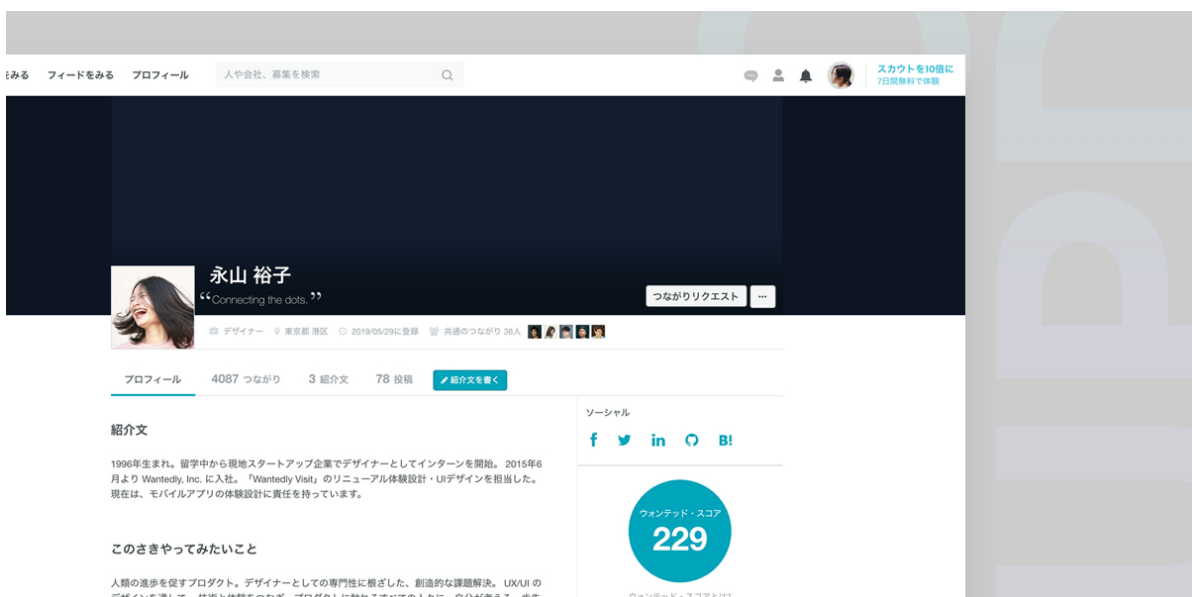 をみる フィードをみる プロフィール 人や会社、募集を検索 スカウトを10倍に
7日間無料で体験
永山 裕子
“Connecting the dots.”
つながりリクエスト ...
デザイナー 東京都 港区 2019/05/29に登録 共通のつながり 36人
プロフィール 4087 つながり 3 紹介文 78 投稿 紹介文を書く
ソーシャル
紹介文
B!
1996年生まれ。留学中から現地スタートアップ企業でデザイナーとしてインターンを開始。 2015年6
月より Wantedly, Inc. に入社。「Wantedly Visit」のリニューアル体験設計・UIデザインを担当した。
現在は、モバイルアプリの体験設計に責任を持っています。
ウォンテッド・スコア
229
このさきやってみたいこと
人類の進歩を促すプロダクト。デザイナーとしての専門性に根ざした、創造的な課題解決。 UX/UI の